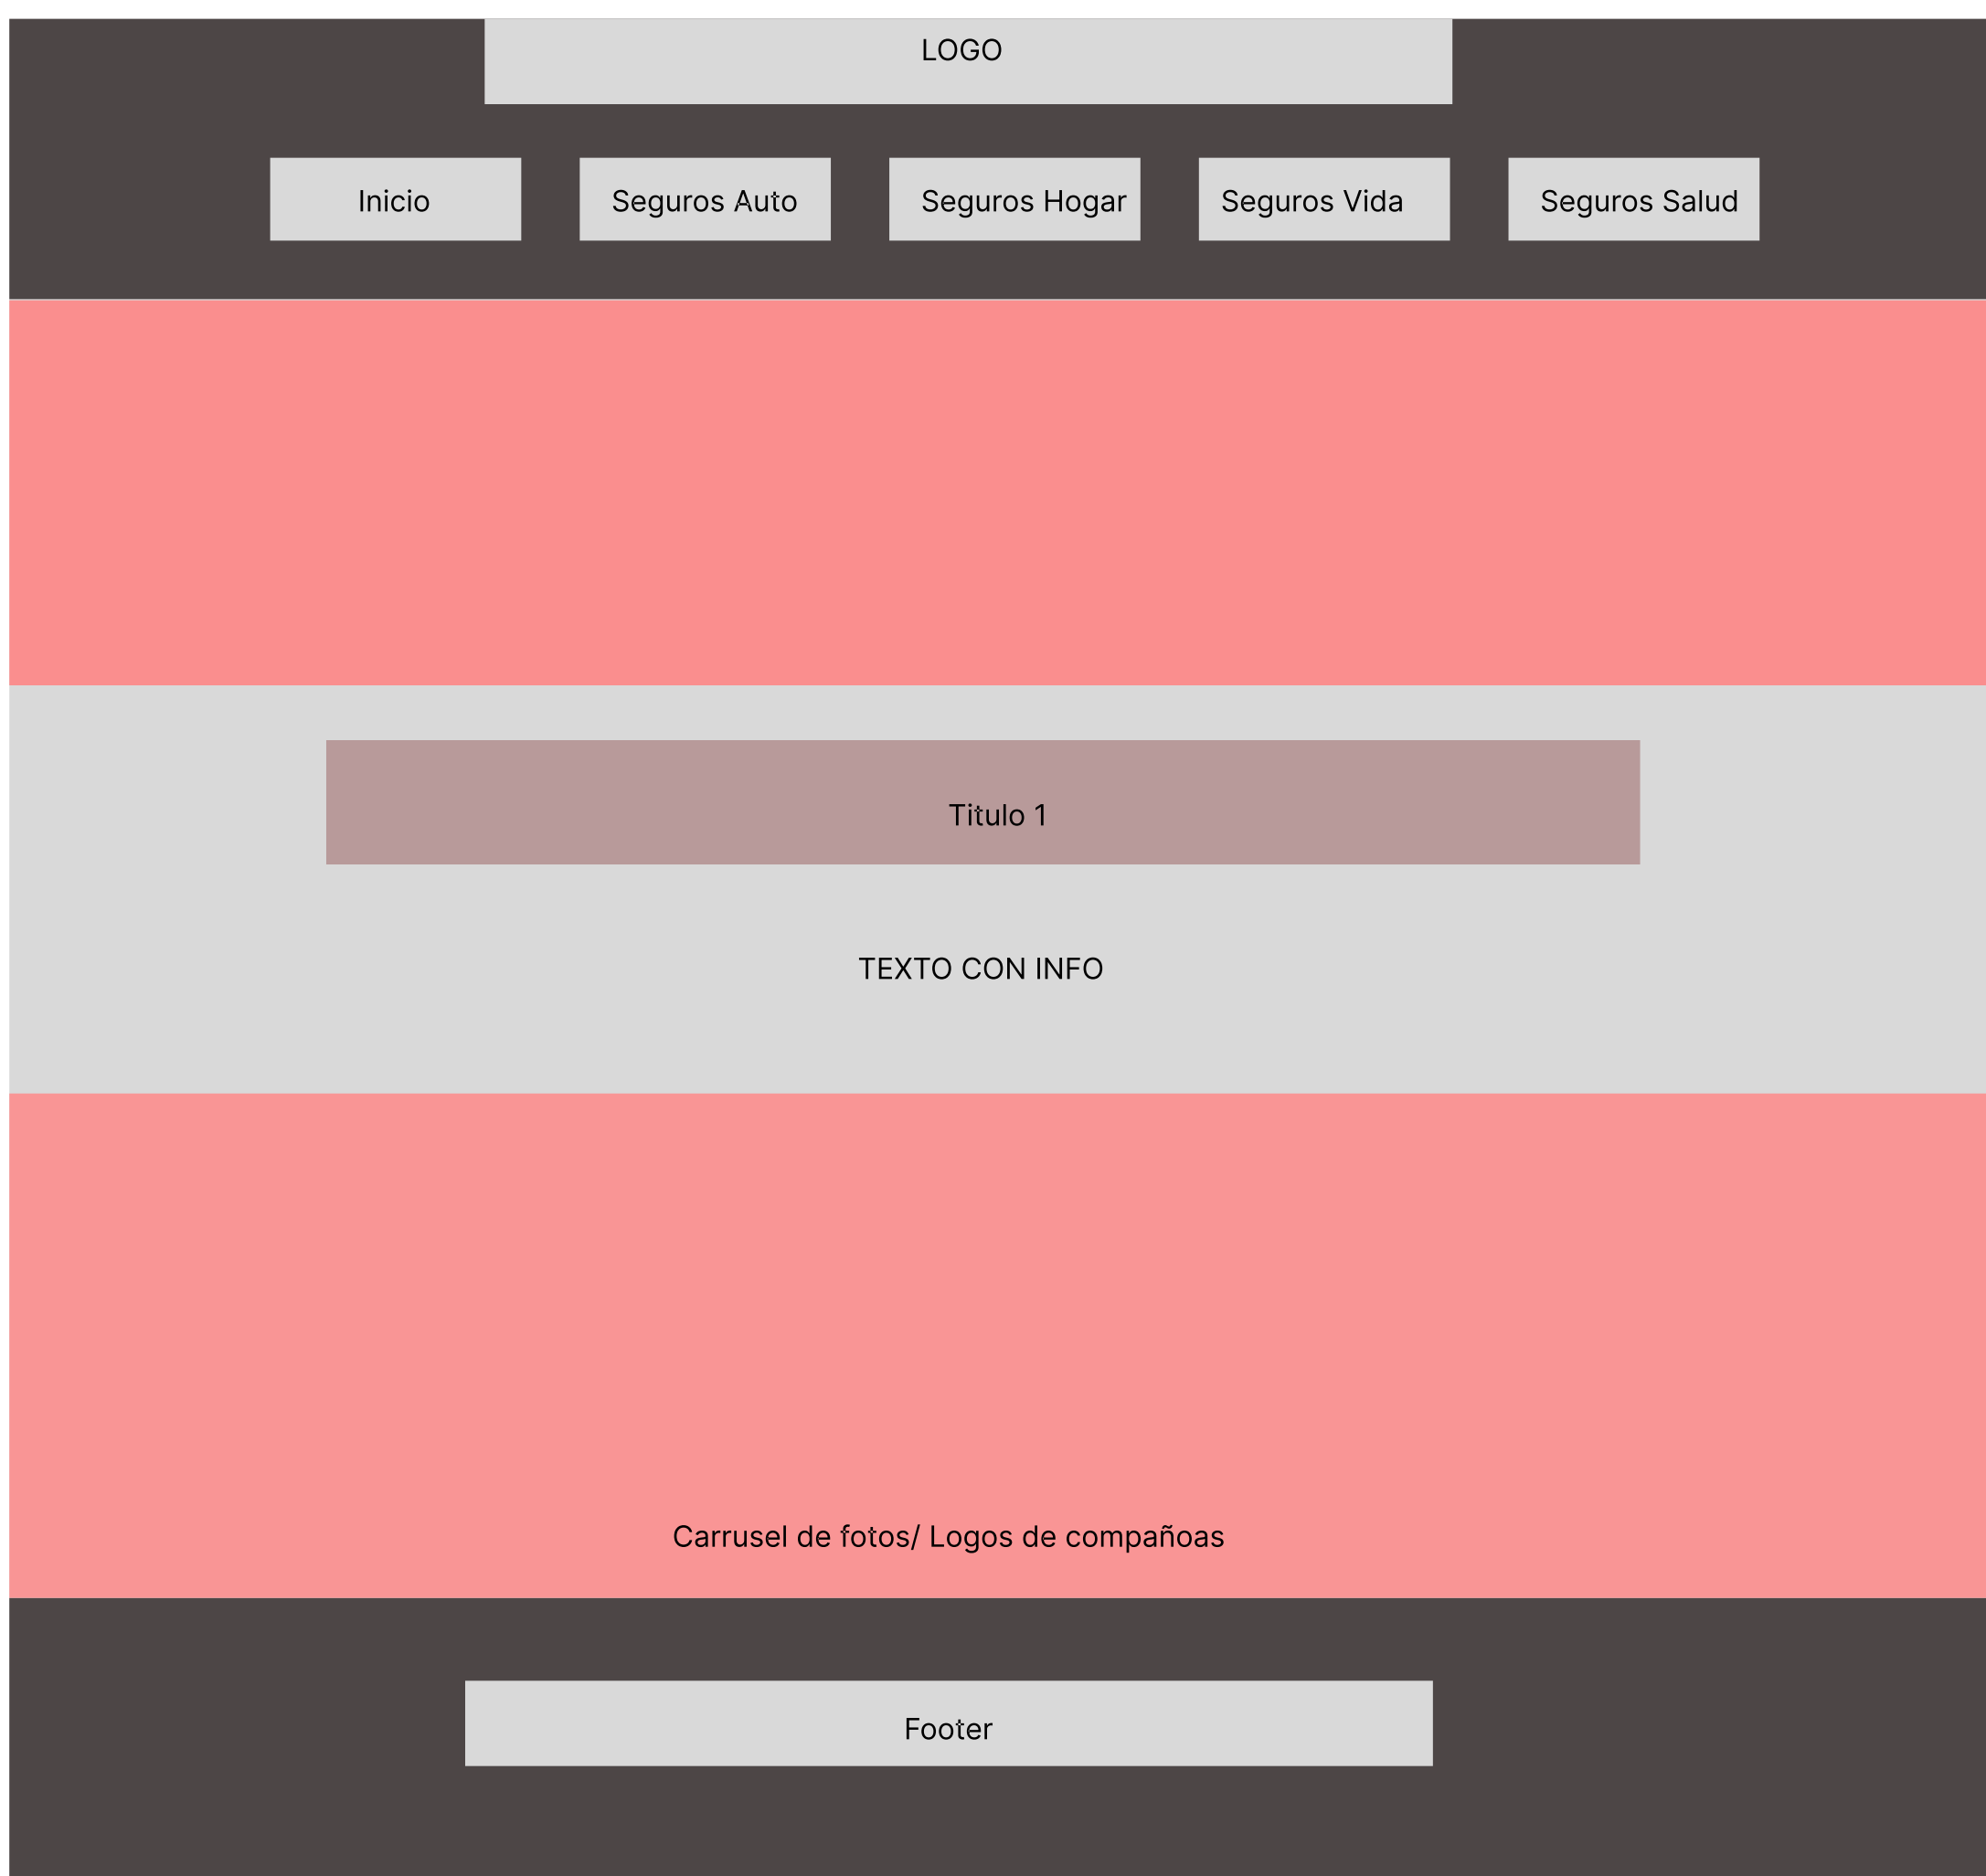 LOGO
Inicio
Seguros Auto
Seguros Hogar
Seguros Vida
Seguros Salud
Titulo 1
TEXTO CON INFO
Carrusel de fotos/ Logos de compañoas
Footer